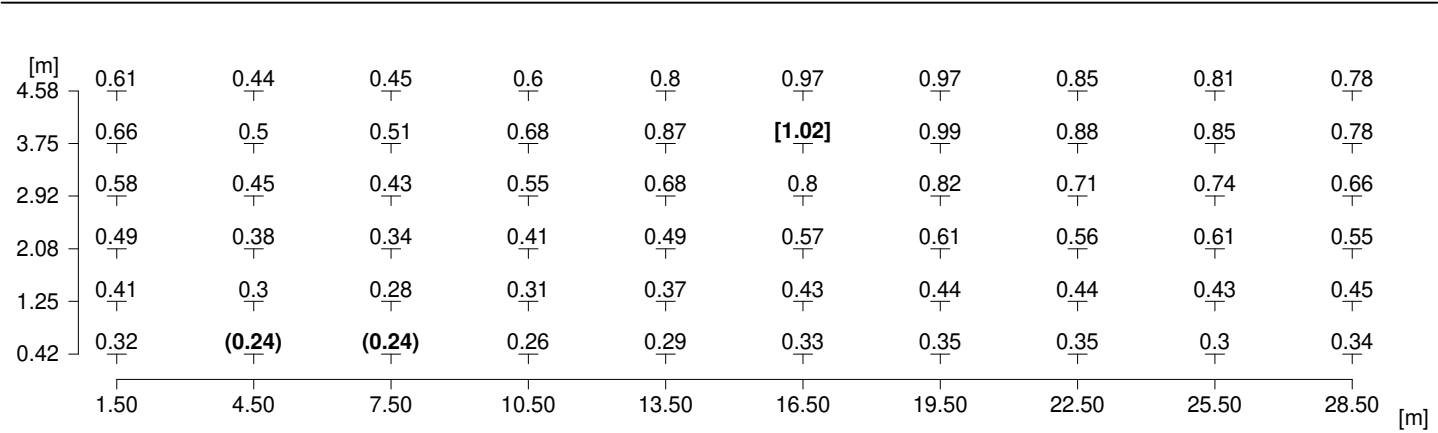 [m]
4.58 0.61 0.44 0.45 0.6 0.8 0.97 0.97 0.85 0.81 0.78
3.75 0.66 0.5 0.51 0.68 0.87 [1.02] 0.99 0.88 0.85 0.78
2.92 0.58 0.45 0.43 0.55 0.68 0.8 0.82 0.71 0.74 0.66
2.08 0.49 0.38 0.34 0.41 0.49 0.57 0.61 0.56 0.61 0.55
1.25 0.41 0.3 0.28 0.31 0.37 0.43 0.44 0.44 0.43 0.45
0.42 0.32 (0.24) (0.24) 0.26 0.29 0.33 0.35 0.35 0.3 0.34
1.50 4.50 7.50 10.50 13.50 16.50 19.50 22.50 25.50 28.50 [m]